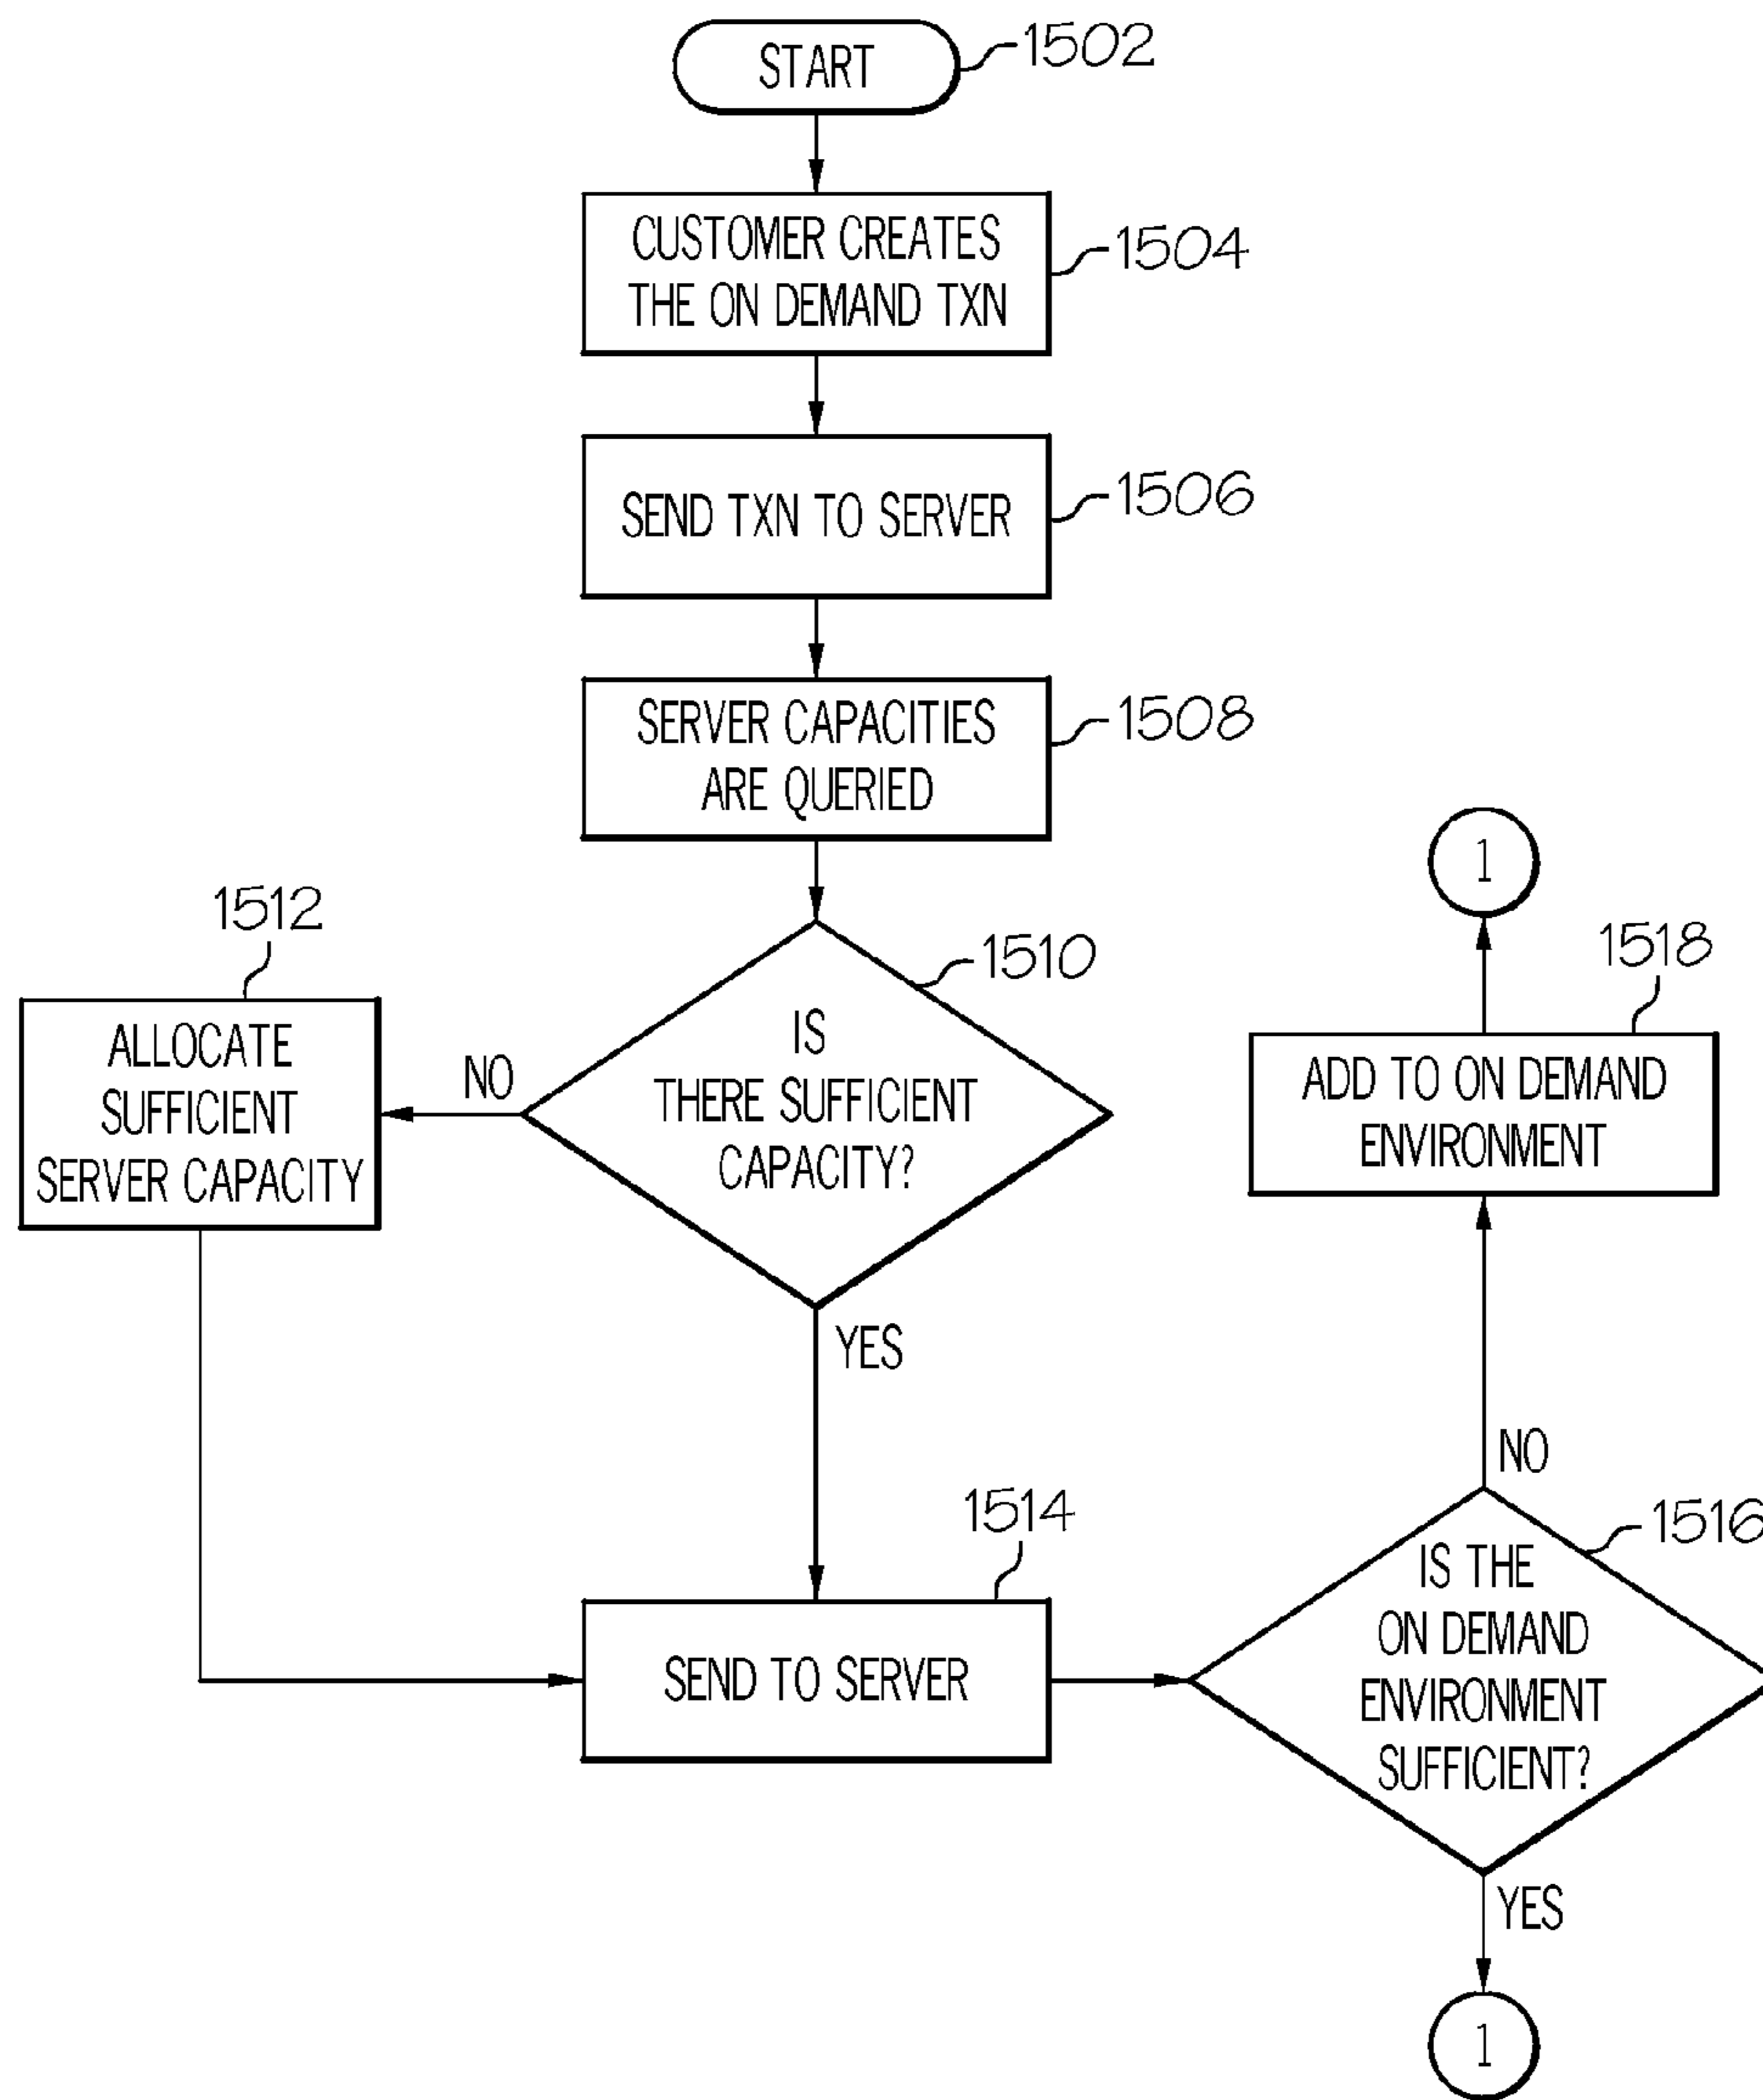 START
1502
CUSTOMER CREATES
THE ON DEMAND TXN
1504
SEND TXN TO SERVER
1506
SERVER CAPACITIES
ARE QUERIED
1508
IS
THERE SUFFICIENT
CAPACITY?
1510
NO
YES
1512
ALLOCATE
SUFFICIENT
SERVER CAPACITY
1514
SEND TO SERVER
1516
IS THE
ON DEMAND
ENVIRONMENT
SUFFICIENT?
NO
YES
1518
ADD TO ON DEMAND
ENVIRONMENT
1
1